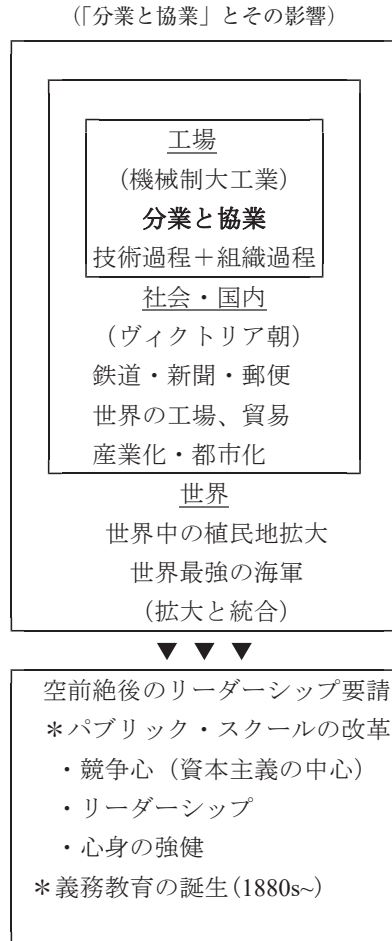 (「分業と協業」とその影響)
工場
(機械制大工業)
分業と協業
技術過程＋組織過程
社会・国内
(ヴィクトリア朝)
鉄道・新聞・郵便
世界の工場、貿易
産業化・都市化
世界
世界中の植民地拡大
世界最強の海軍
(拡大と統合)
▼ ▼ ▼
空前絶後のリーダーシップ要請
＊パブリック・スクールの改革
・競争心（資本主義の中心）
・リーダーシップ
・心身の強健
＊義務教育の誕生(1880s~)